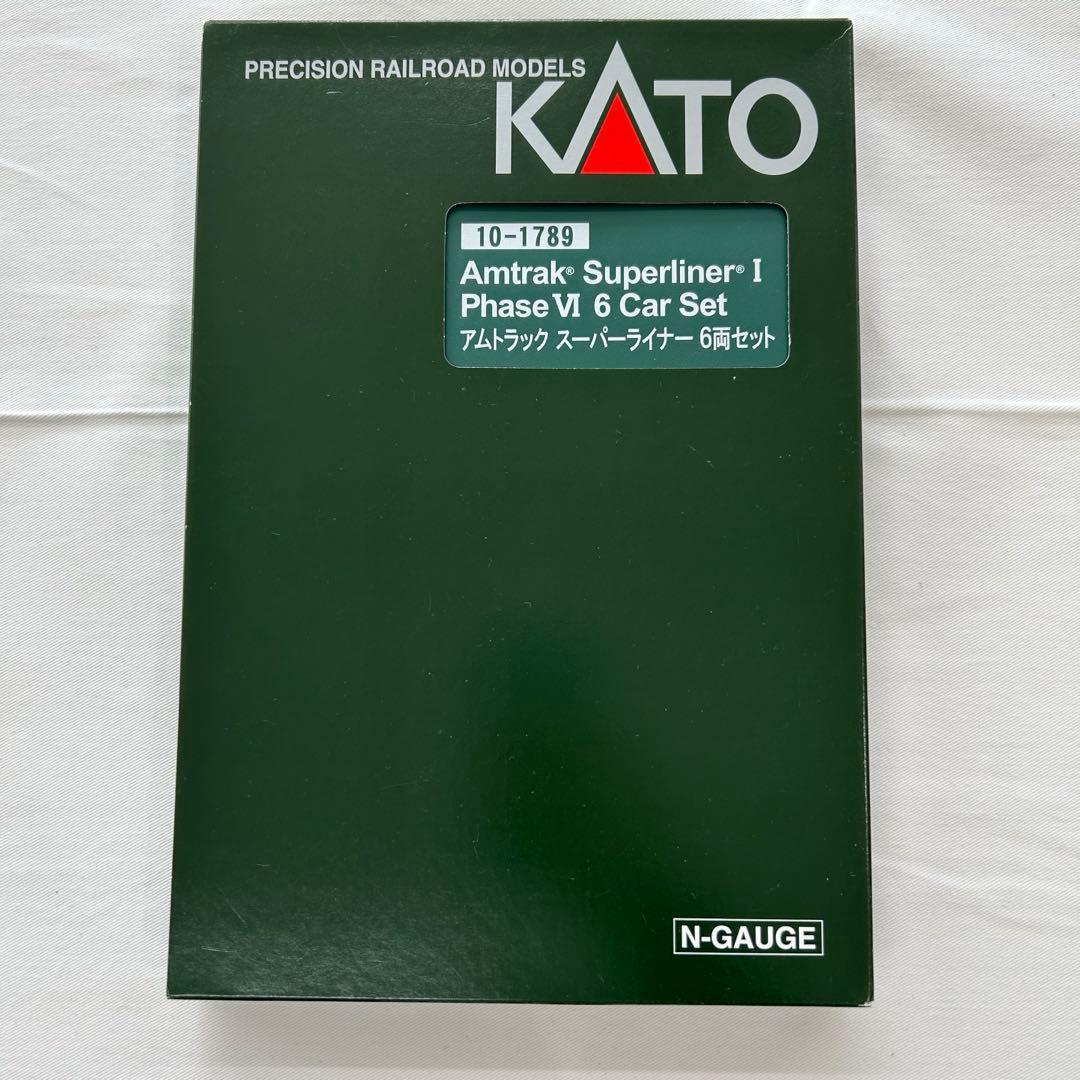 PRECISION RAILROAD MODELS
KATO
10-1789
Amtrak® Superliner® I
Phase Ⅵ 6 Car Set
アムトラック スーパーライナー 6両セット
N-GAUGE